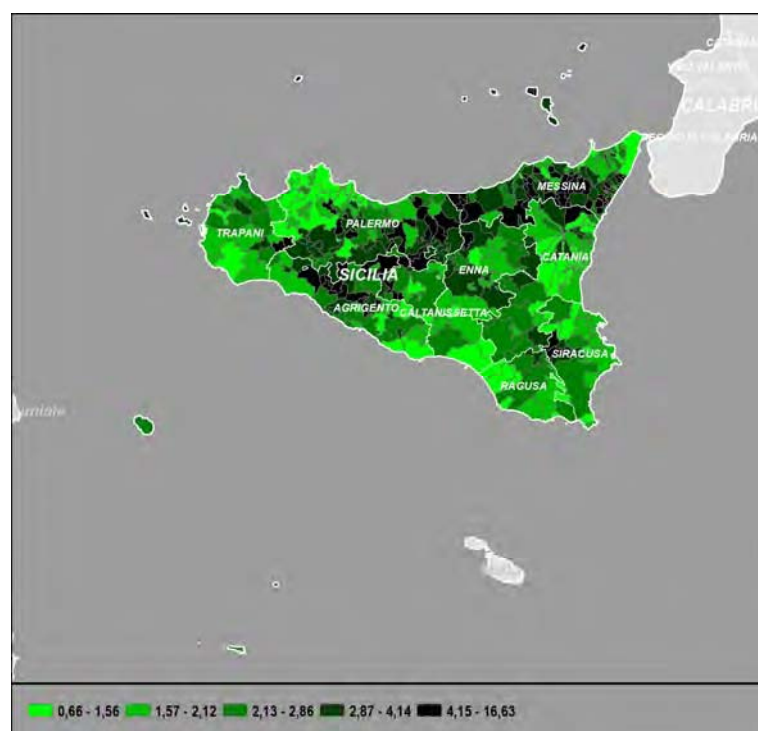 CALABRI
MESSINA
PALERMO
TRAPANI
CATANIA
ENNA
SICILIA
AGRIGENTO
CALTANISSETTA
SIRACUSA
RAGUSA
0,66 - 1,56 1,57 - 2,12 2,13 - 2,86 2,87 - 4,14 4,15 - 16,63